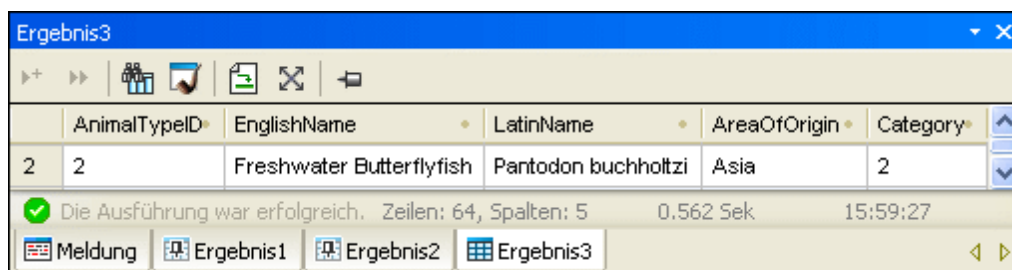 Ergebnis3
AnimalTypeID EnglishName LatinName AreaOfOrigin Category
2 2 Freshwater Butterflyfish Pantodon buchholtzi Asia 2
Die Ausführung war erfolgreich. Zeilen: 64, Spalten: 5 0.562 Sek 15:59:27
Meldung Ergebnis1 Ergebnis2 Ergebnis3